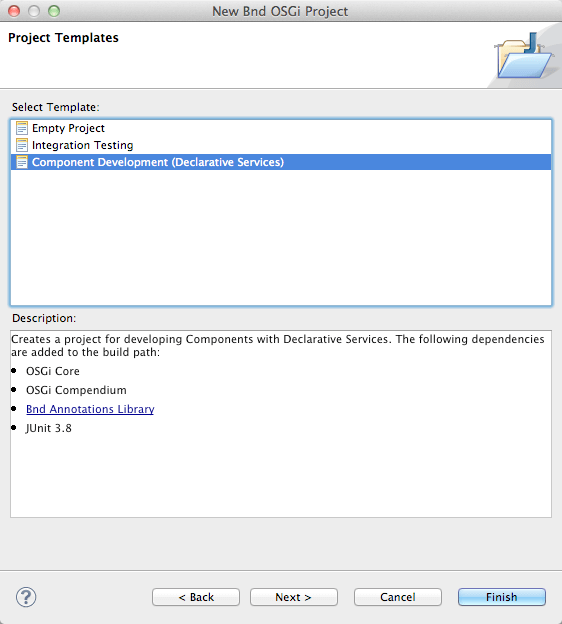 New Bnd OSGi Project
Project Templates
Select Template:
Empty Project
Integration Testing
Component Development (Declarative Services)
Description:
Creates a project for developing Components with Declarative Services. The following dependencies
are added to the build path:
• OSGi Core
• OSGi Compendium
• Bnd Annotations Library
• JUnit 3.8
?
< Back
Next >
Cancel
Finish